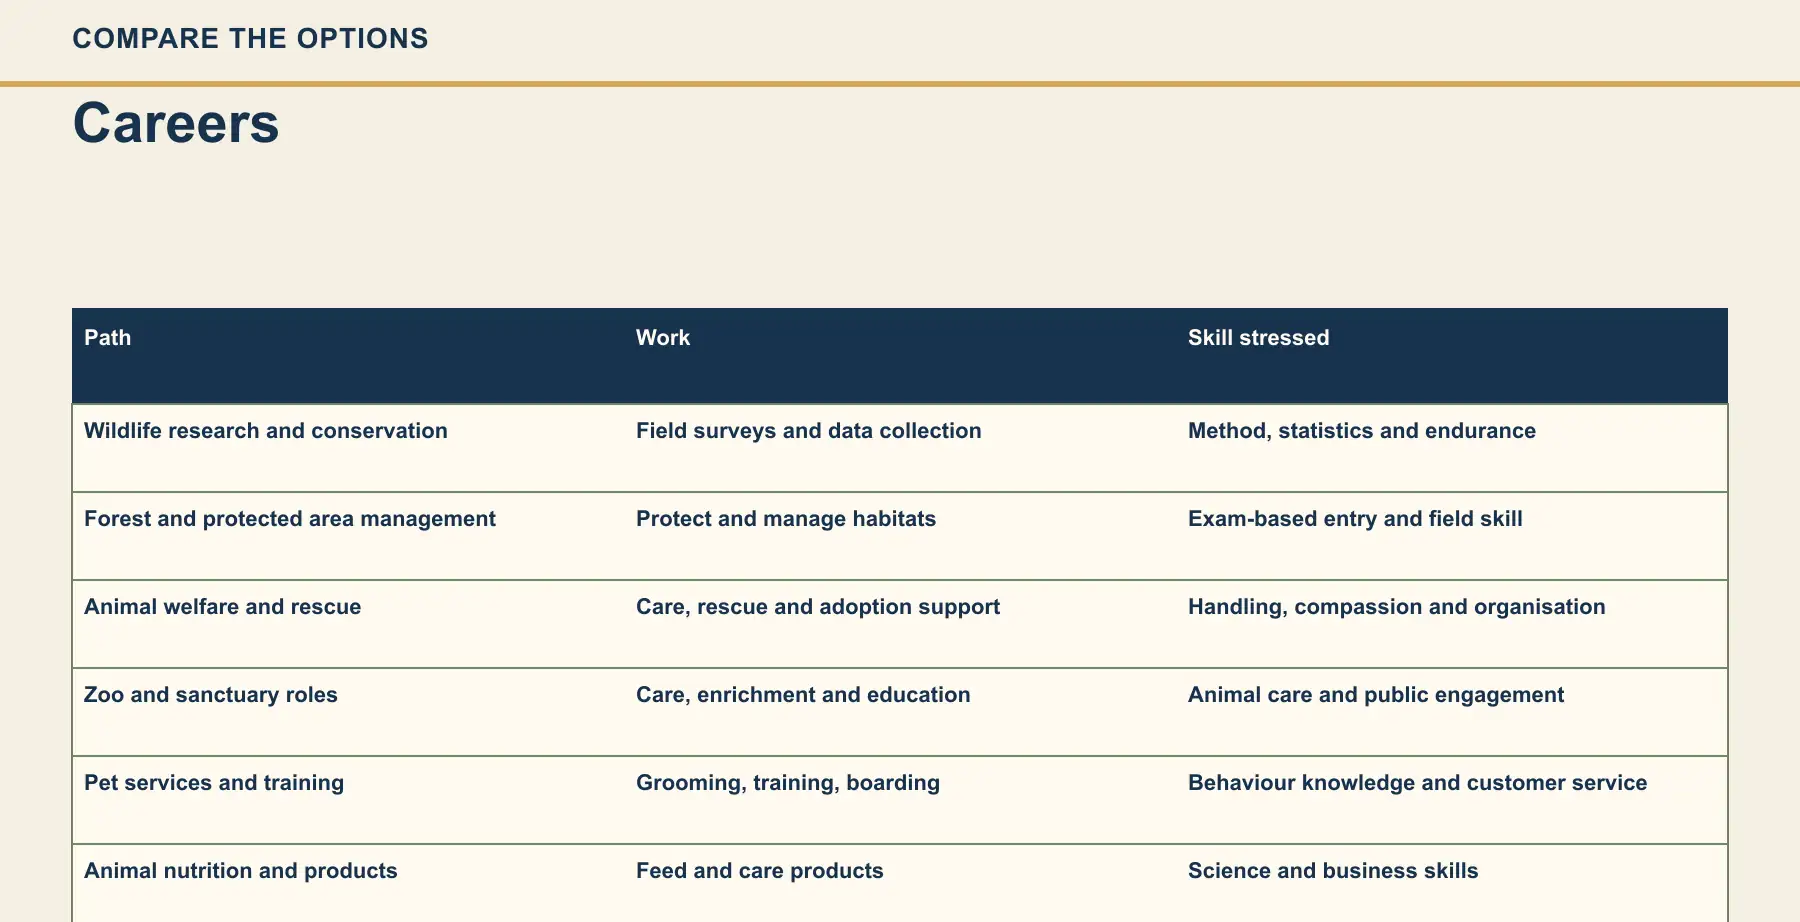 COMPARE THE OPTIONS
Careers
Path Work Skill stressed
Wildlife research and conservation Field surveys and data collection Method, statistics and endurance
Forest and protected area management Protect and manage habitats Exam-based entry and field skill
Animal welfare and rescue Care, rescue and adoption support Handling, compassion and organisation
Zoo and sanctuary roles Care, enrichment and education Animal care and public engagement
Pet services and training Grooming, training, boarding Behaviour knowledge and customer service
Animal nutrition and products Feed and care products Science and business skills